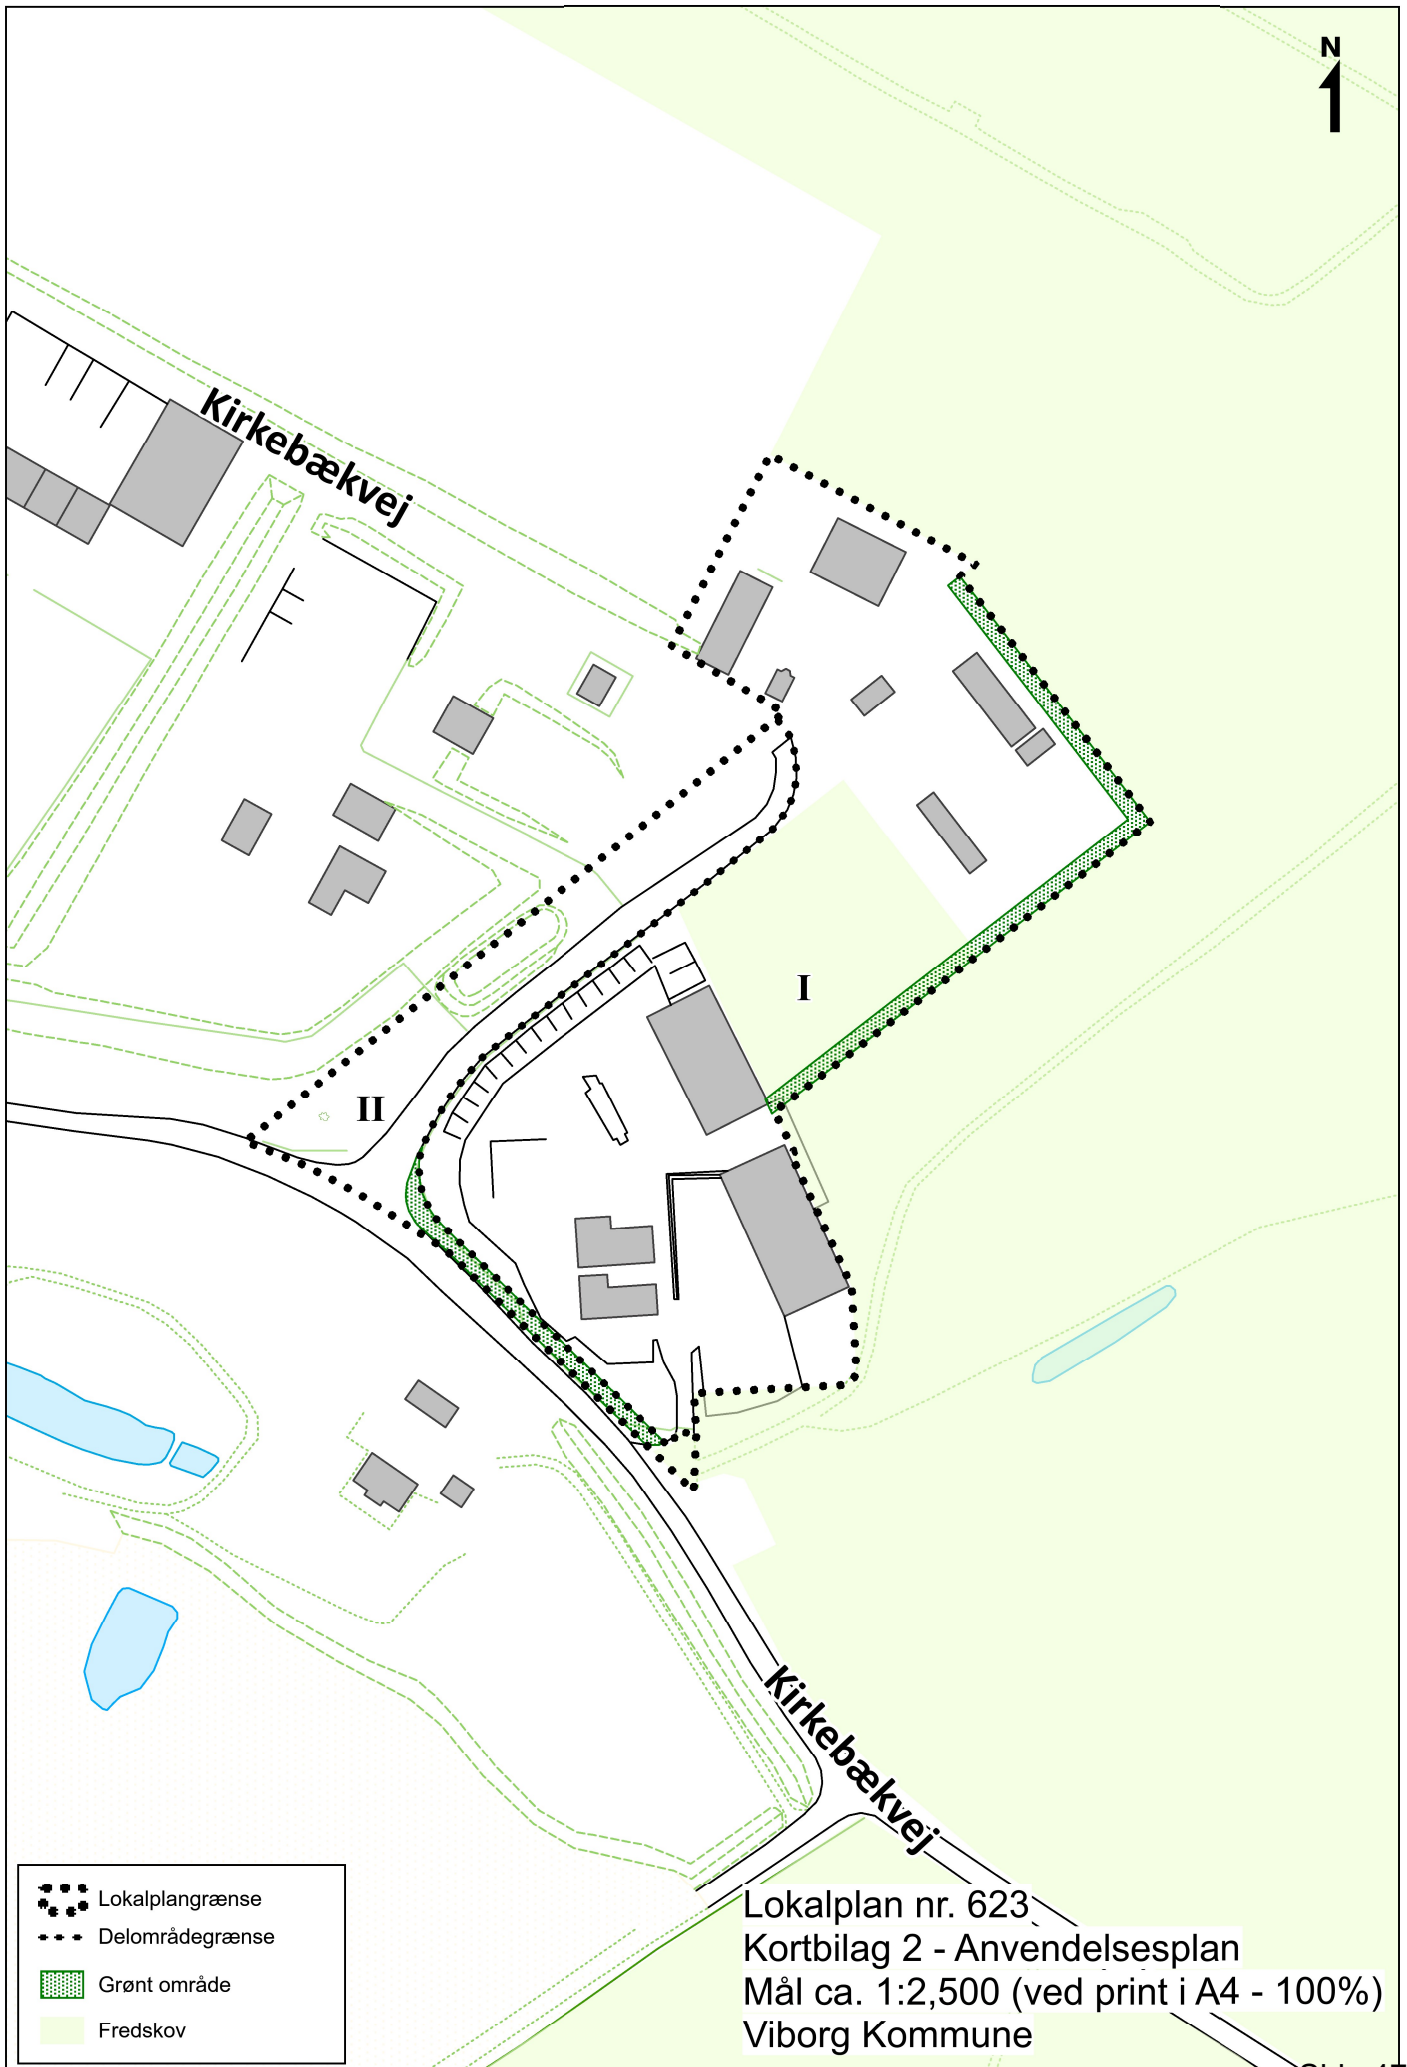 N
Kirkebækvej
I
II
Kirkebækvej
Lokalplangrænse
Delområdegrænse
Grønt område
Fredskov
Lokalplan nr. 623
Kortbilag 2 - Anvendelsesplan
Mål ca. 1:2,500 (ved print i A4 - 100%)
Viborg Kommune